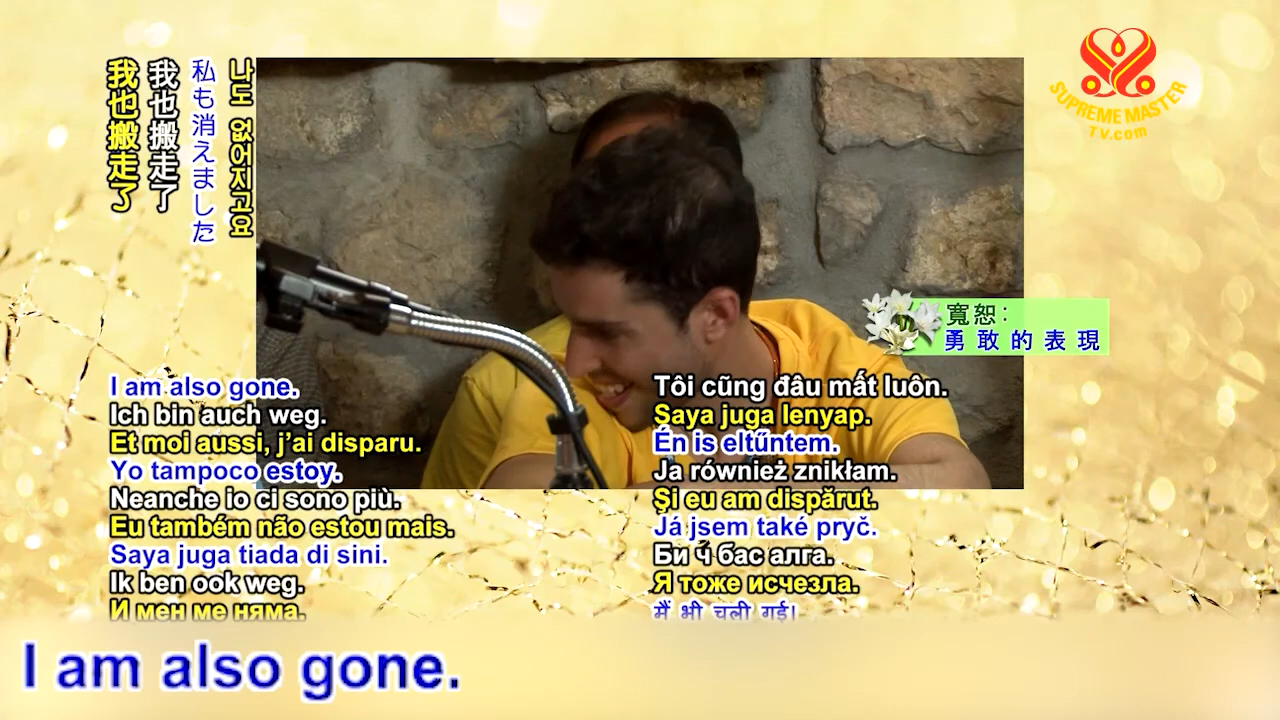 我也搬走了
我也搬走了
私も消えました
나도 없어지고요
SUPREME MASTER
TV.com
寬恕:
勇敢的表現
I am also gone.
Ich bin auch weg.
Et moi aussi, j’ai disparu.
Yo tampoco estoy.
Neanche io ci sono più.
Eu também não estou mais.
Saya juga tiada di sini.
Ik ben ook weg.
И мен ме няма.
Tôi cũng đâu mất luôn.
Saya juga lenyap.
Én is eltűntem.
Ja również znikłam.
Şi eu am dispărut.
Já jsem také pryč.
Би ч бас алга.
Я тоже исчезла.
मैं भी चली गई।
I am also gone.